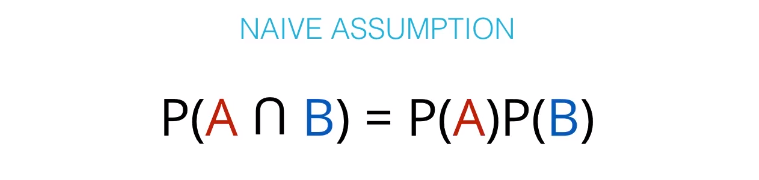 NAIVE ASSUMPTION
P(A ∩ B) = P(A)P(B)